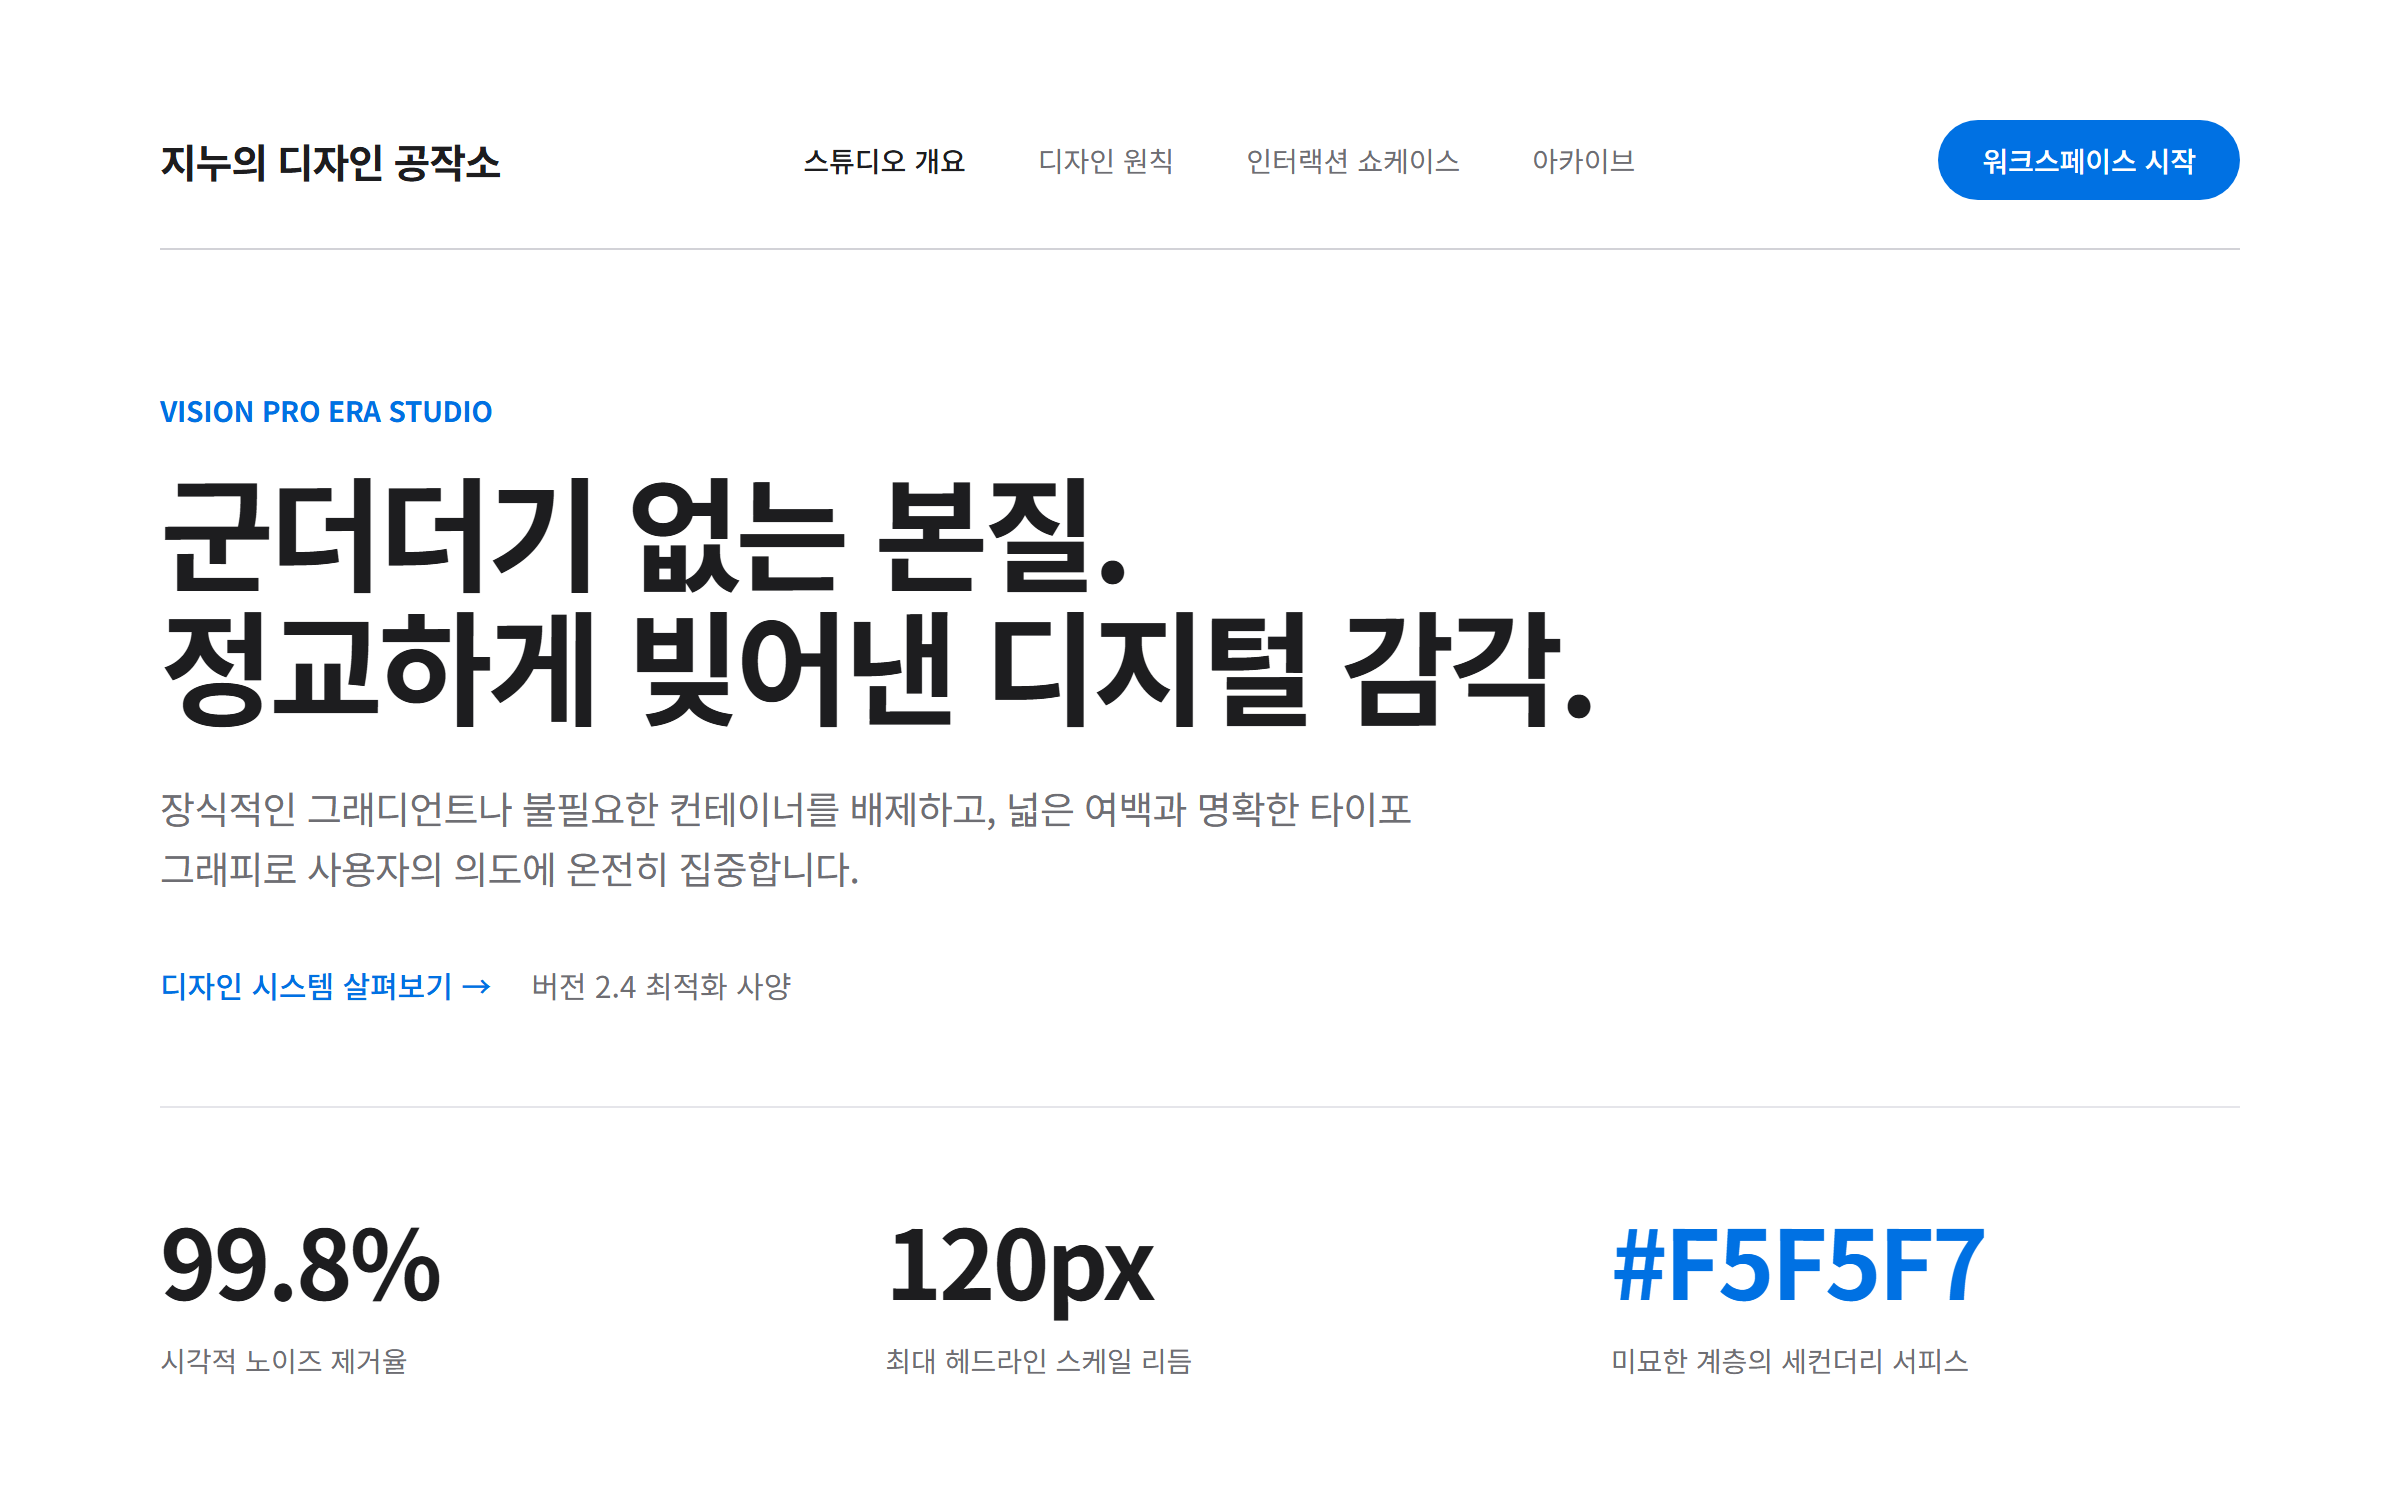 지누의 디자인 공작소
스튜디오 개요
디자인 원칙
인터랙션 쇼케이스
아카이브
워크스페이스 시작
VISION PRO ERA STUDIO
군더더기 없는 본질.
정교하게 빚어낸 디지털 감각.
장식적인 그래디언트나 불필요한 컨테이너를 배제하고, 넓은 여백과 명확한 타이포
그래피로 사용자의 의도에 온전히 집중합니다.
디자인 시스템 살펴보기 →
버전 2.4 최적화 사양
99.8%
시각적 노이즈 제거율
120px
최대 헤드라인 스케일 리듬
#F5F5F7
미묘한 계층의 세컨더리 서피스